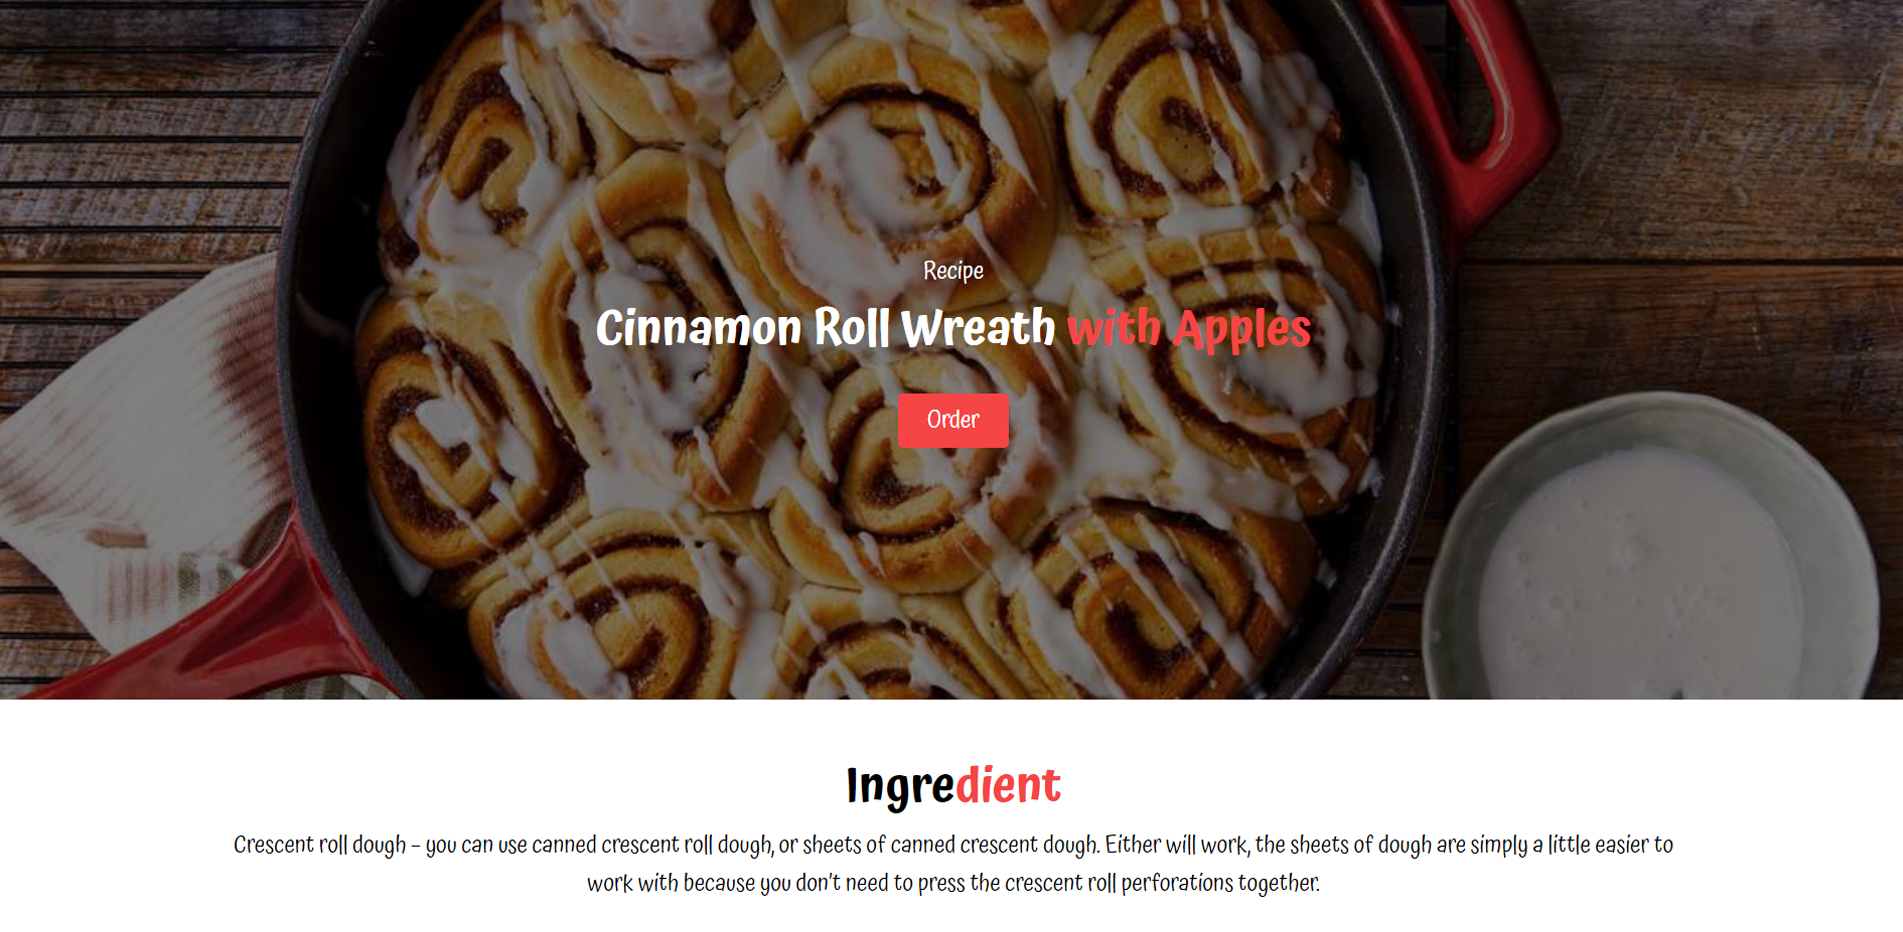 Recipe
Cinnamon Roll Wreath with Apples
Order
Ingredient
Crescent roll dough – you can use canned crescent roll dough, or sheets of canned crescent dough. Either will work, the sheets of dough are simply a little easier to
work with because you don't need to press the crescent roll perforations together.